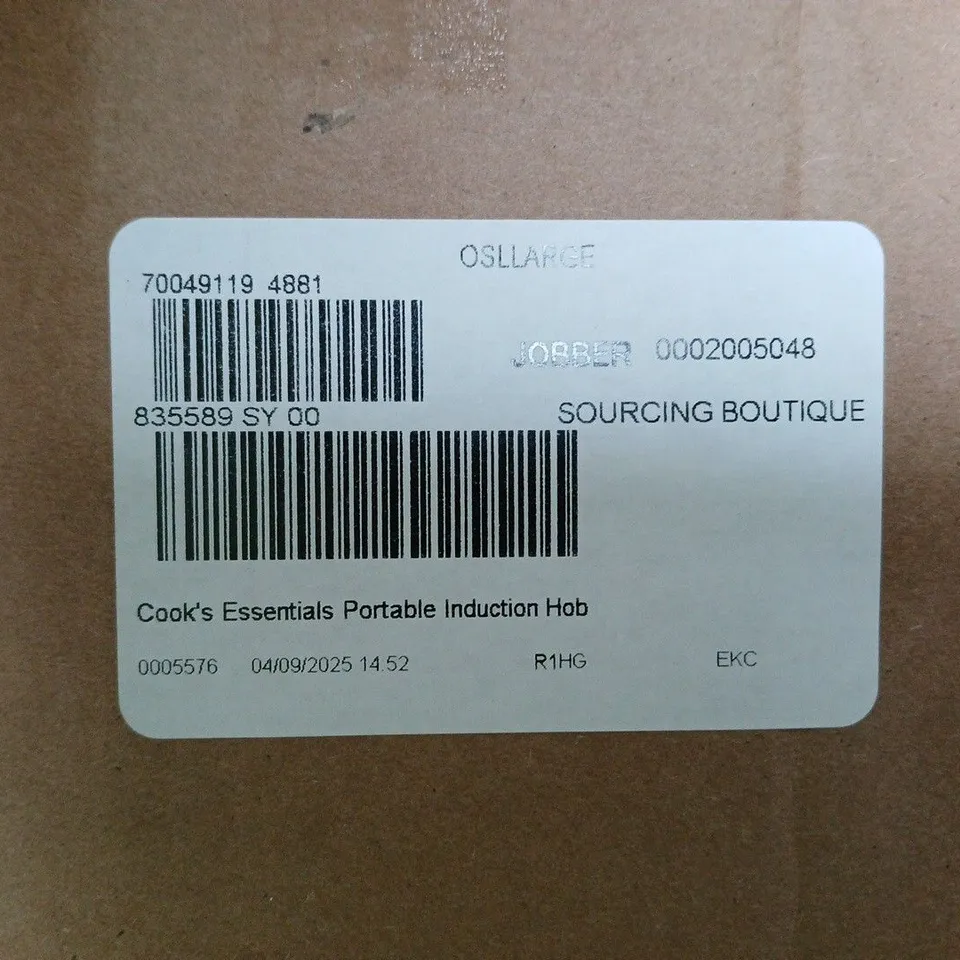 OSLLARGE
70049119 4881
JOBBER 0002005048
835589 SY 00
SOURCING BOUTIQUE
Cook's Essentials Portable Induction Hob
0005576 04/09/2025 14.52 R1HG EKC